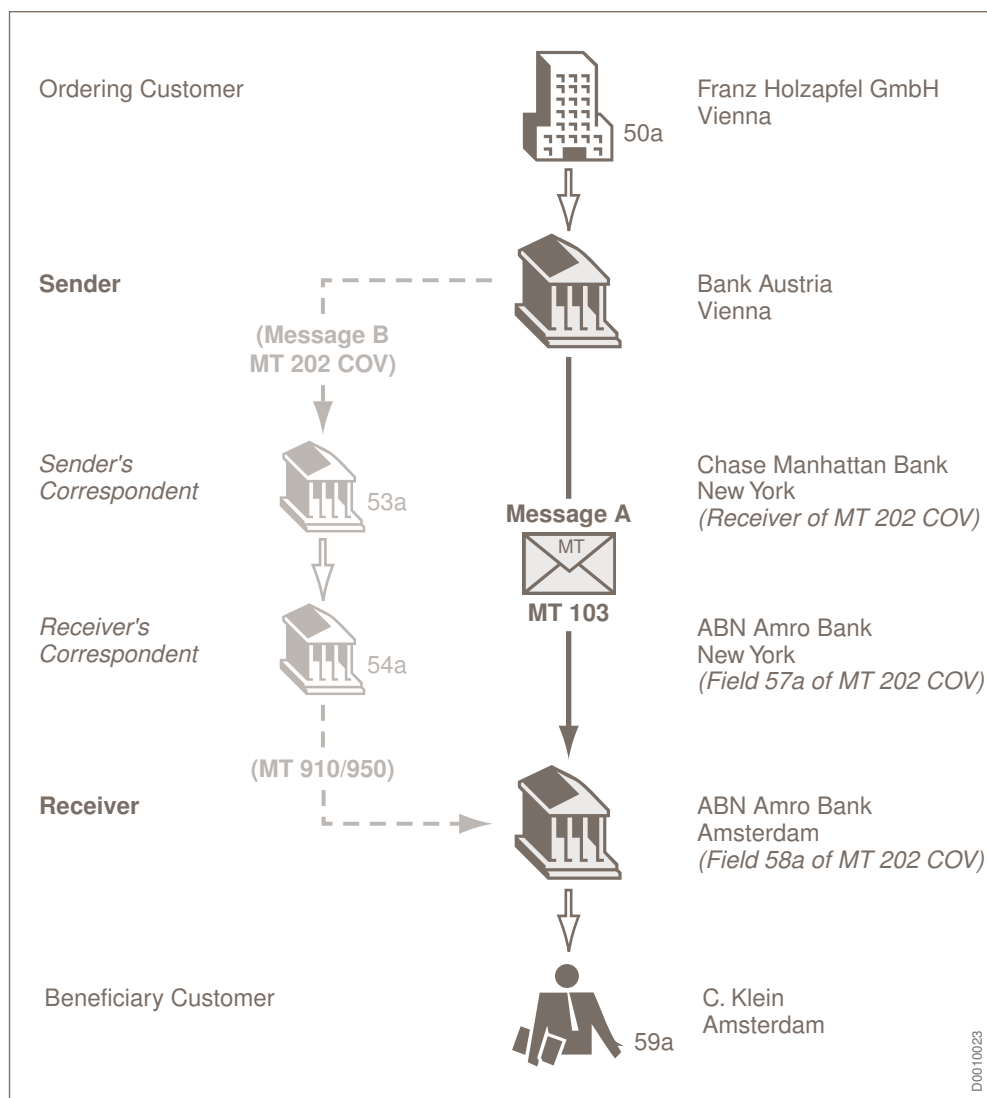 Ordering Customer
Franz Holzapfel GmbH
Vienna
50a
Sender
Bank Austria
Vienna
(Message B
MT 202 COV)
Sender's
Correspondent
53a
Chase Manhattan Bank
New York
(Receiver of MT 202 COV)
Message A
MT
MT 103
Receiver's
Correspondent
54a
ABN Amro Bank
New York
(Field 57a of MT 202 COV)
(MT 910/950)
Receiver
ABN Amro Bank
Amsterdam
(Field 58a of MT 202 COV)
Beneficiary Customer
59a
C. Klein
Amsterdam
D0010023